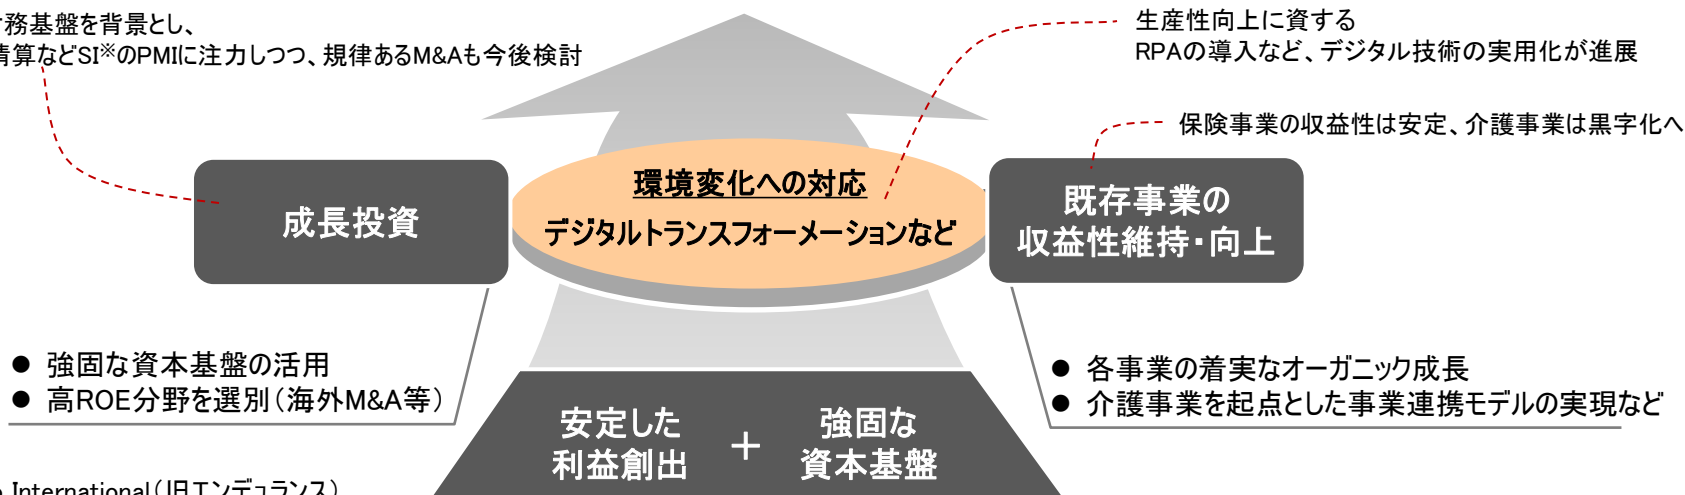 務基盤を背景とし、
清算などSI※のPMIに注力しつつ、規律あるM&Aも今後検討
生産性向上に資する
RPAの導入など、デジタル技術の実用化が進展
保険事業の収益性は安定、介護事業は黒字化へ
成長投資
環境変化への対応
デジタルトランスフォーメーションなど
既存事業の
収益性維持・向上
● 強固な資本基盤の活用
● 高ROE分野を選別（海外M&A等）
● 各事業の着実なオーガニック成長
● 介護事業を起点とした事業連携モデルの実現など
安定した
利益創出
＋
強固な
資本基盤
International（旧エンデュランス）